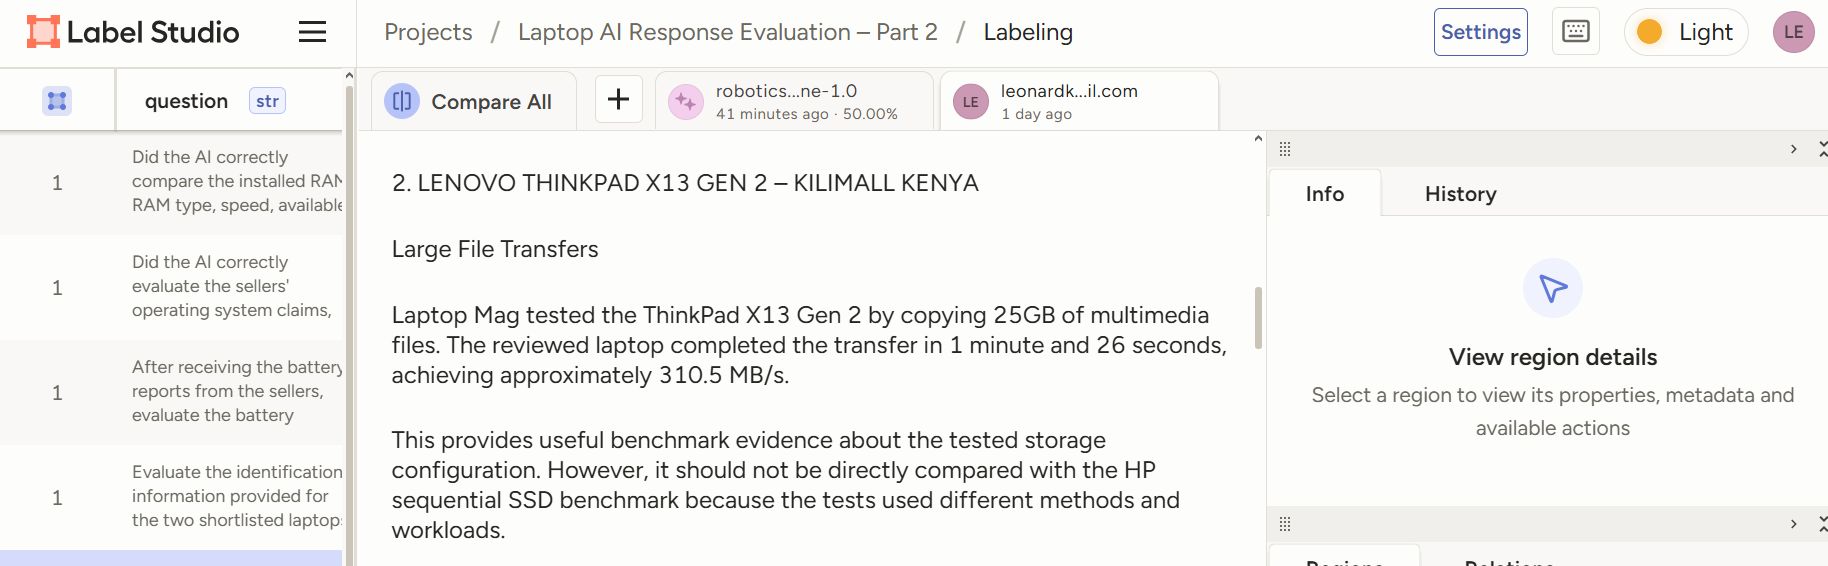 Label Studio
Projects / Laptop AI Response Evaluation – Part 2 / Labeling
Settings
Light
LE
question str
Compare All
robotics...ne-1.0
41 minutes ago · 50.00%
LE
leonardk...il.com
1 day ago
1
Did the AI correctly
compare the installed RAM
RAM type, speed, available
1
Did the AI correctly
evaluate the sellers'
operating system claims,
1
After receiving the battery
reports from the sellers,
evaluate the battery
1
Evaluate the identification
information provided for
the two shortlisted laptops
2. LENOVO THINKPAD X13 GEN 2 – KILIMALL KENYA
Large File Transfers
Laptop Mag tested the ThinkPad X13 Gen 2 by copying 25GB of multimedia
files. The reviewed laptop completed the transfer in 1 minute and 26 seconds,
achieving approximately 310.5 MB/s.
This provides useful benchmark evidence about the tested storage
configuration. However, it should not be directly compared with the HP
sequential SSD benchmark because the tests used different methods and
workloads.
Info
History
View region details
Select a region to view its properties, metadata and
available actions
Regions
Relations